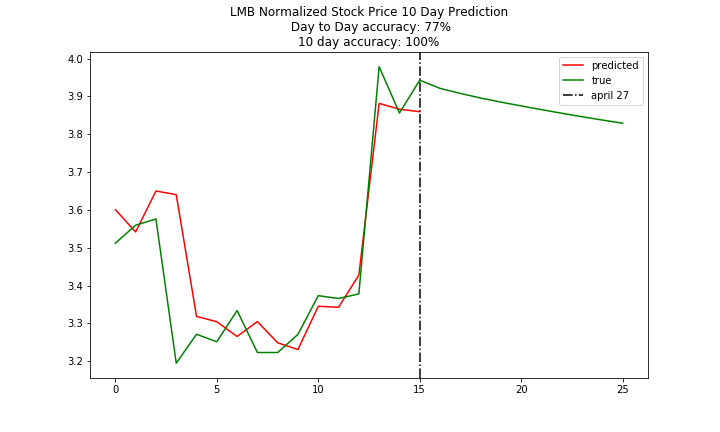 LMB Normalized Stock Price 10 Day Prediction
Day to Day accuracy: 77%
10 day accuracy: 100%
predicted
true
april 27
4.0
3.9
3.8
3.7
3.6
3.5
3.4
3.3
3.2
0 5 10 15 20 25